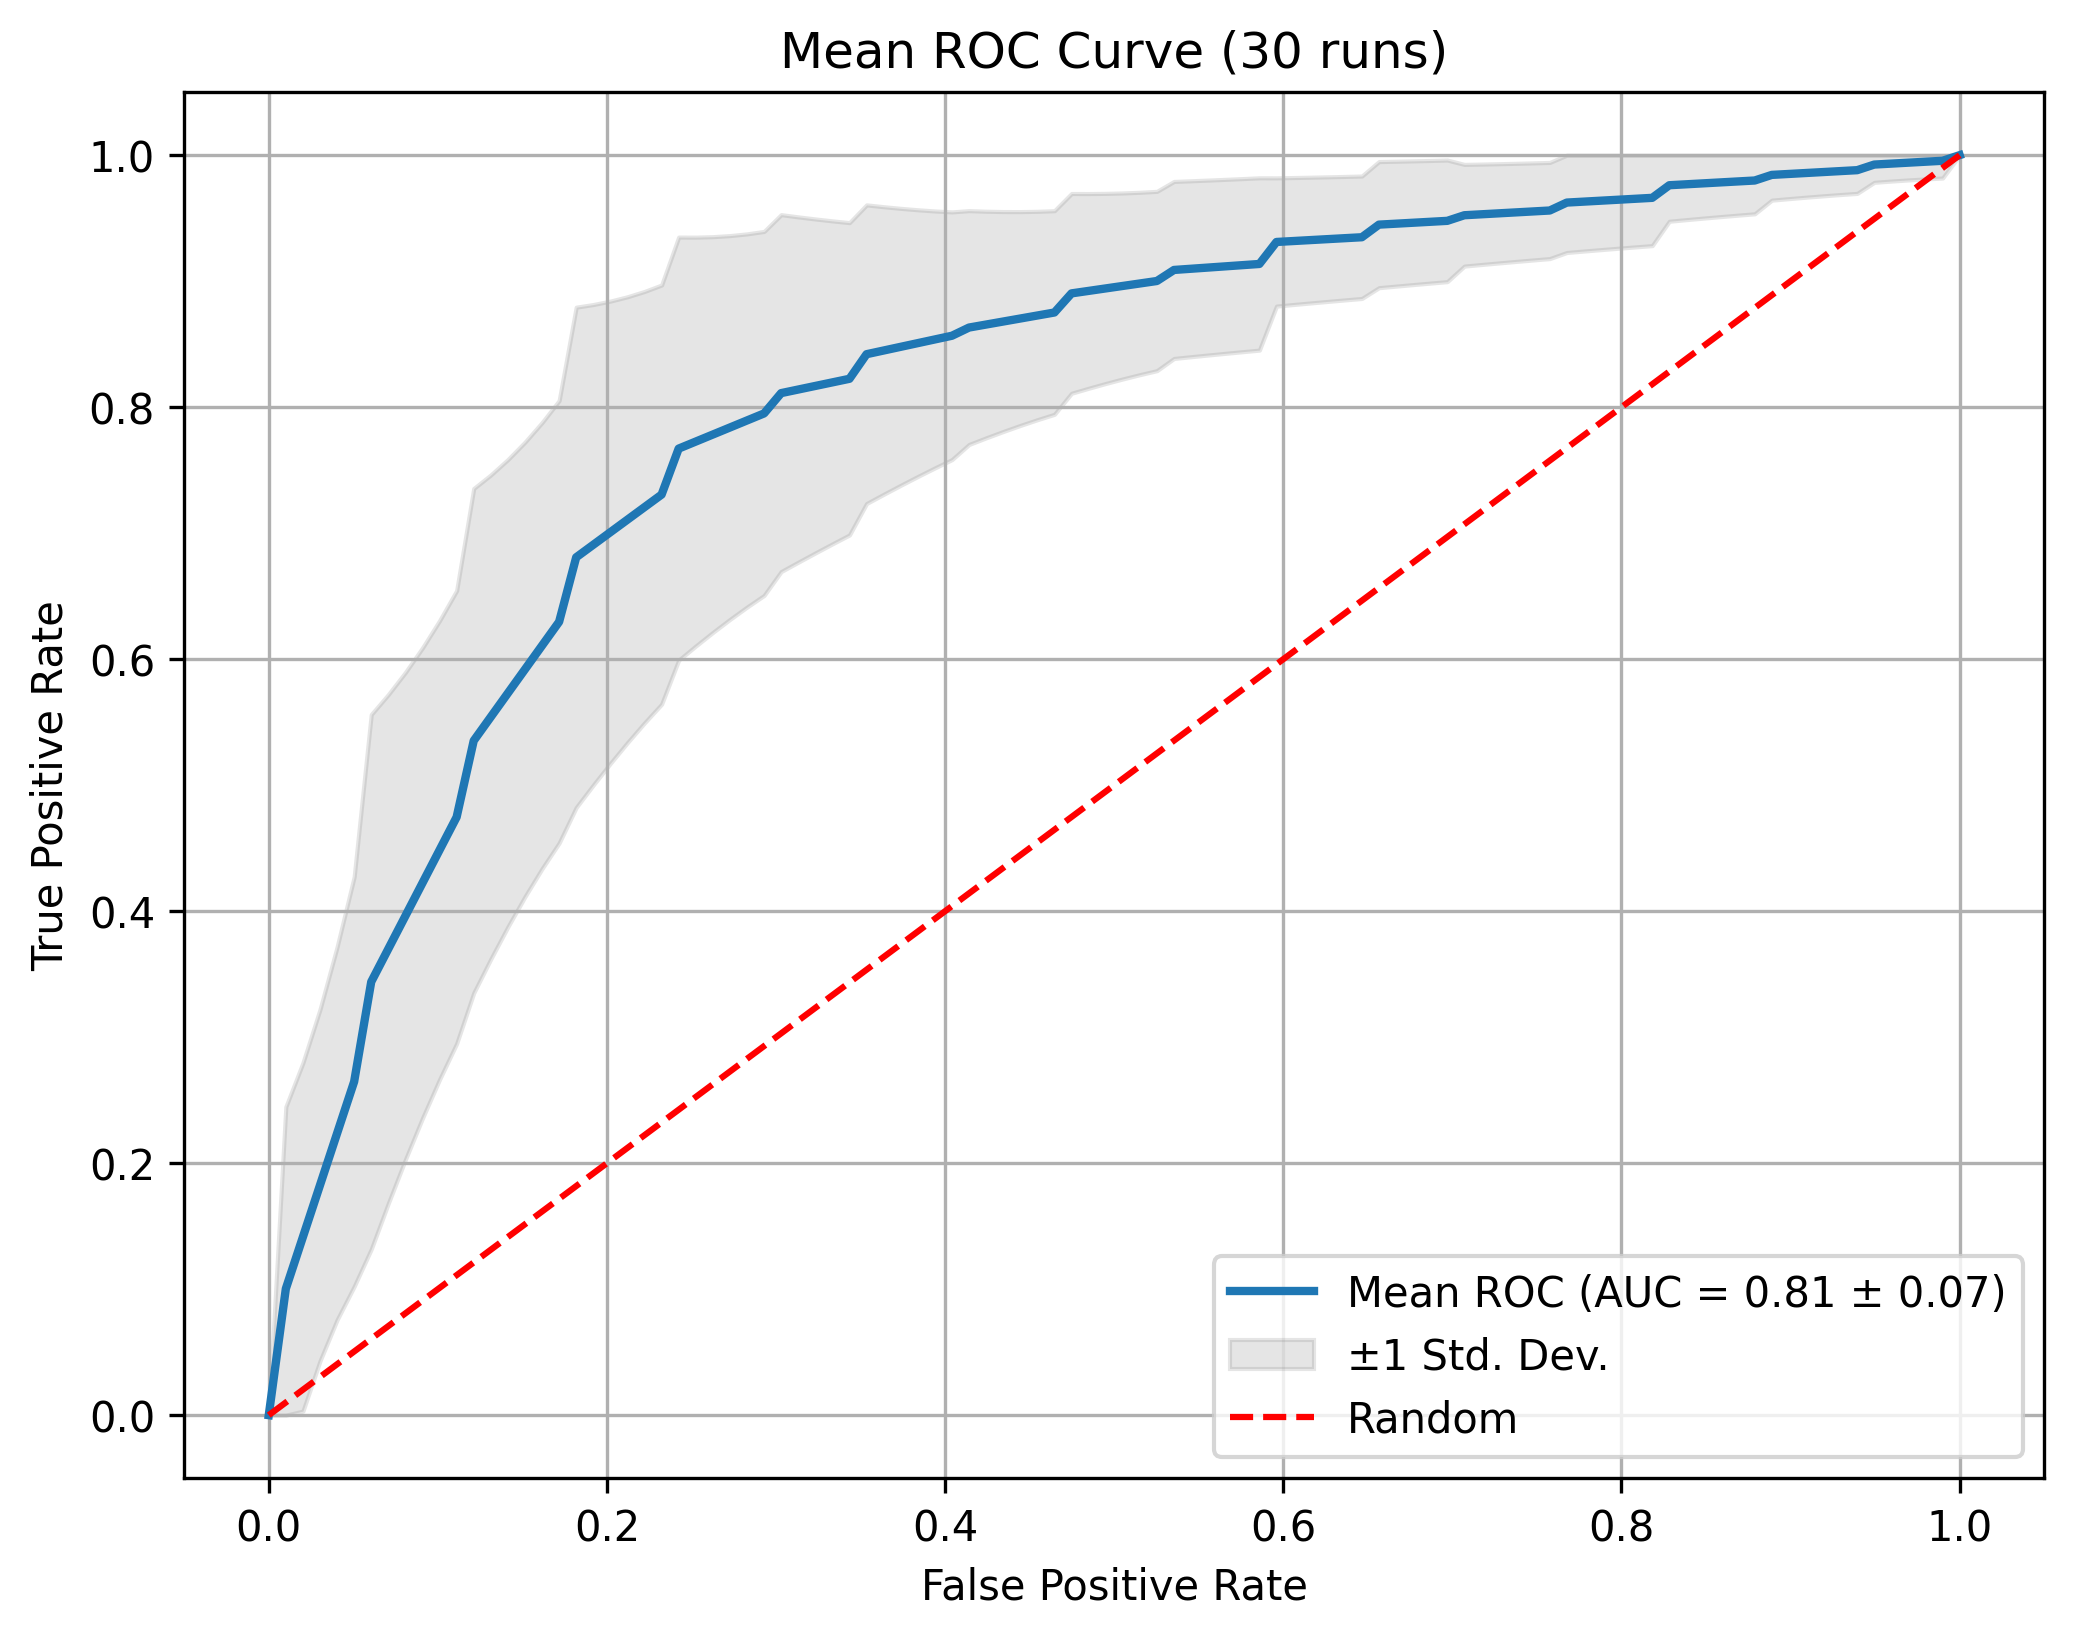 Mean ROC Curve (30 runs)
True Positive Rate
1.0
0.8
0.6
0.4
0.2
0.0
Mean ROC (AUC = 0.81 ± 0.07)
±1 Std. Dev.
Random
0.0 0.2 0.4 0.6 0.8 1.0
False Positive Rate